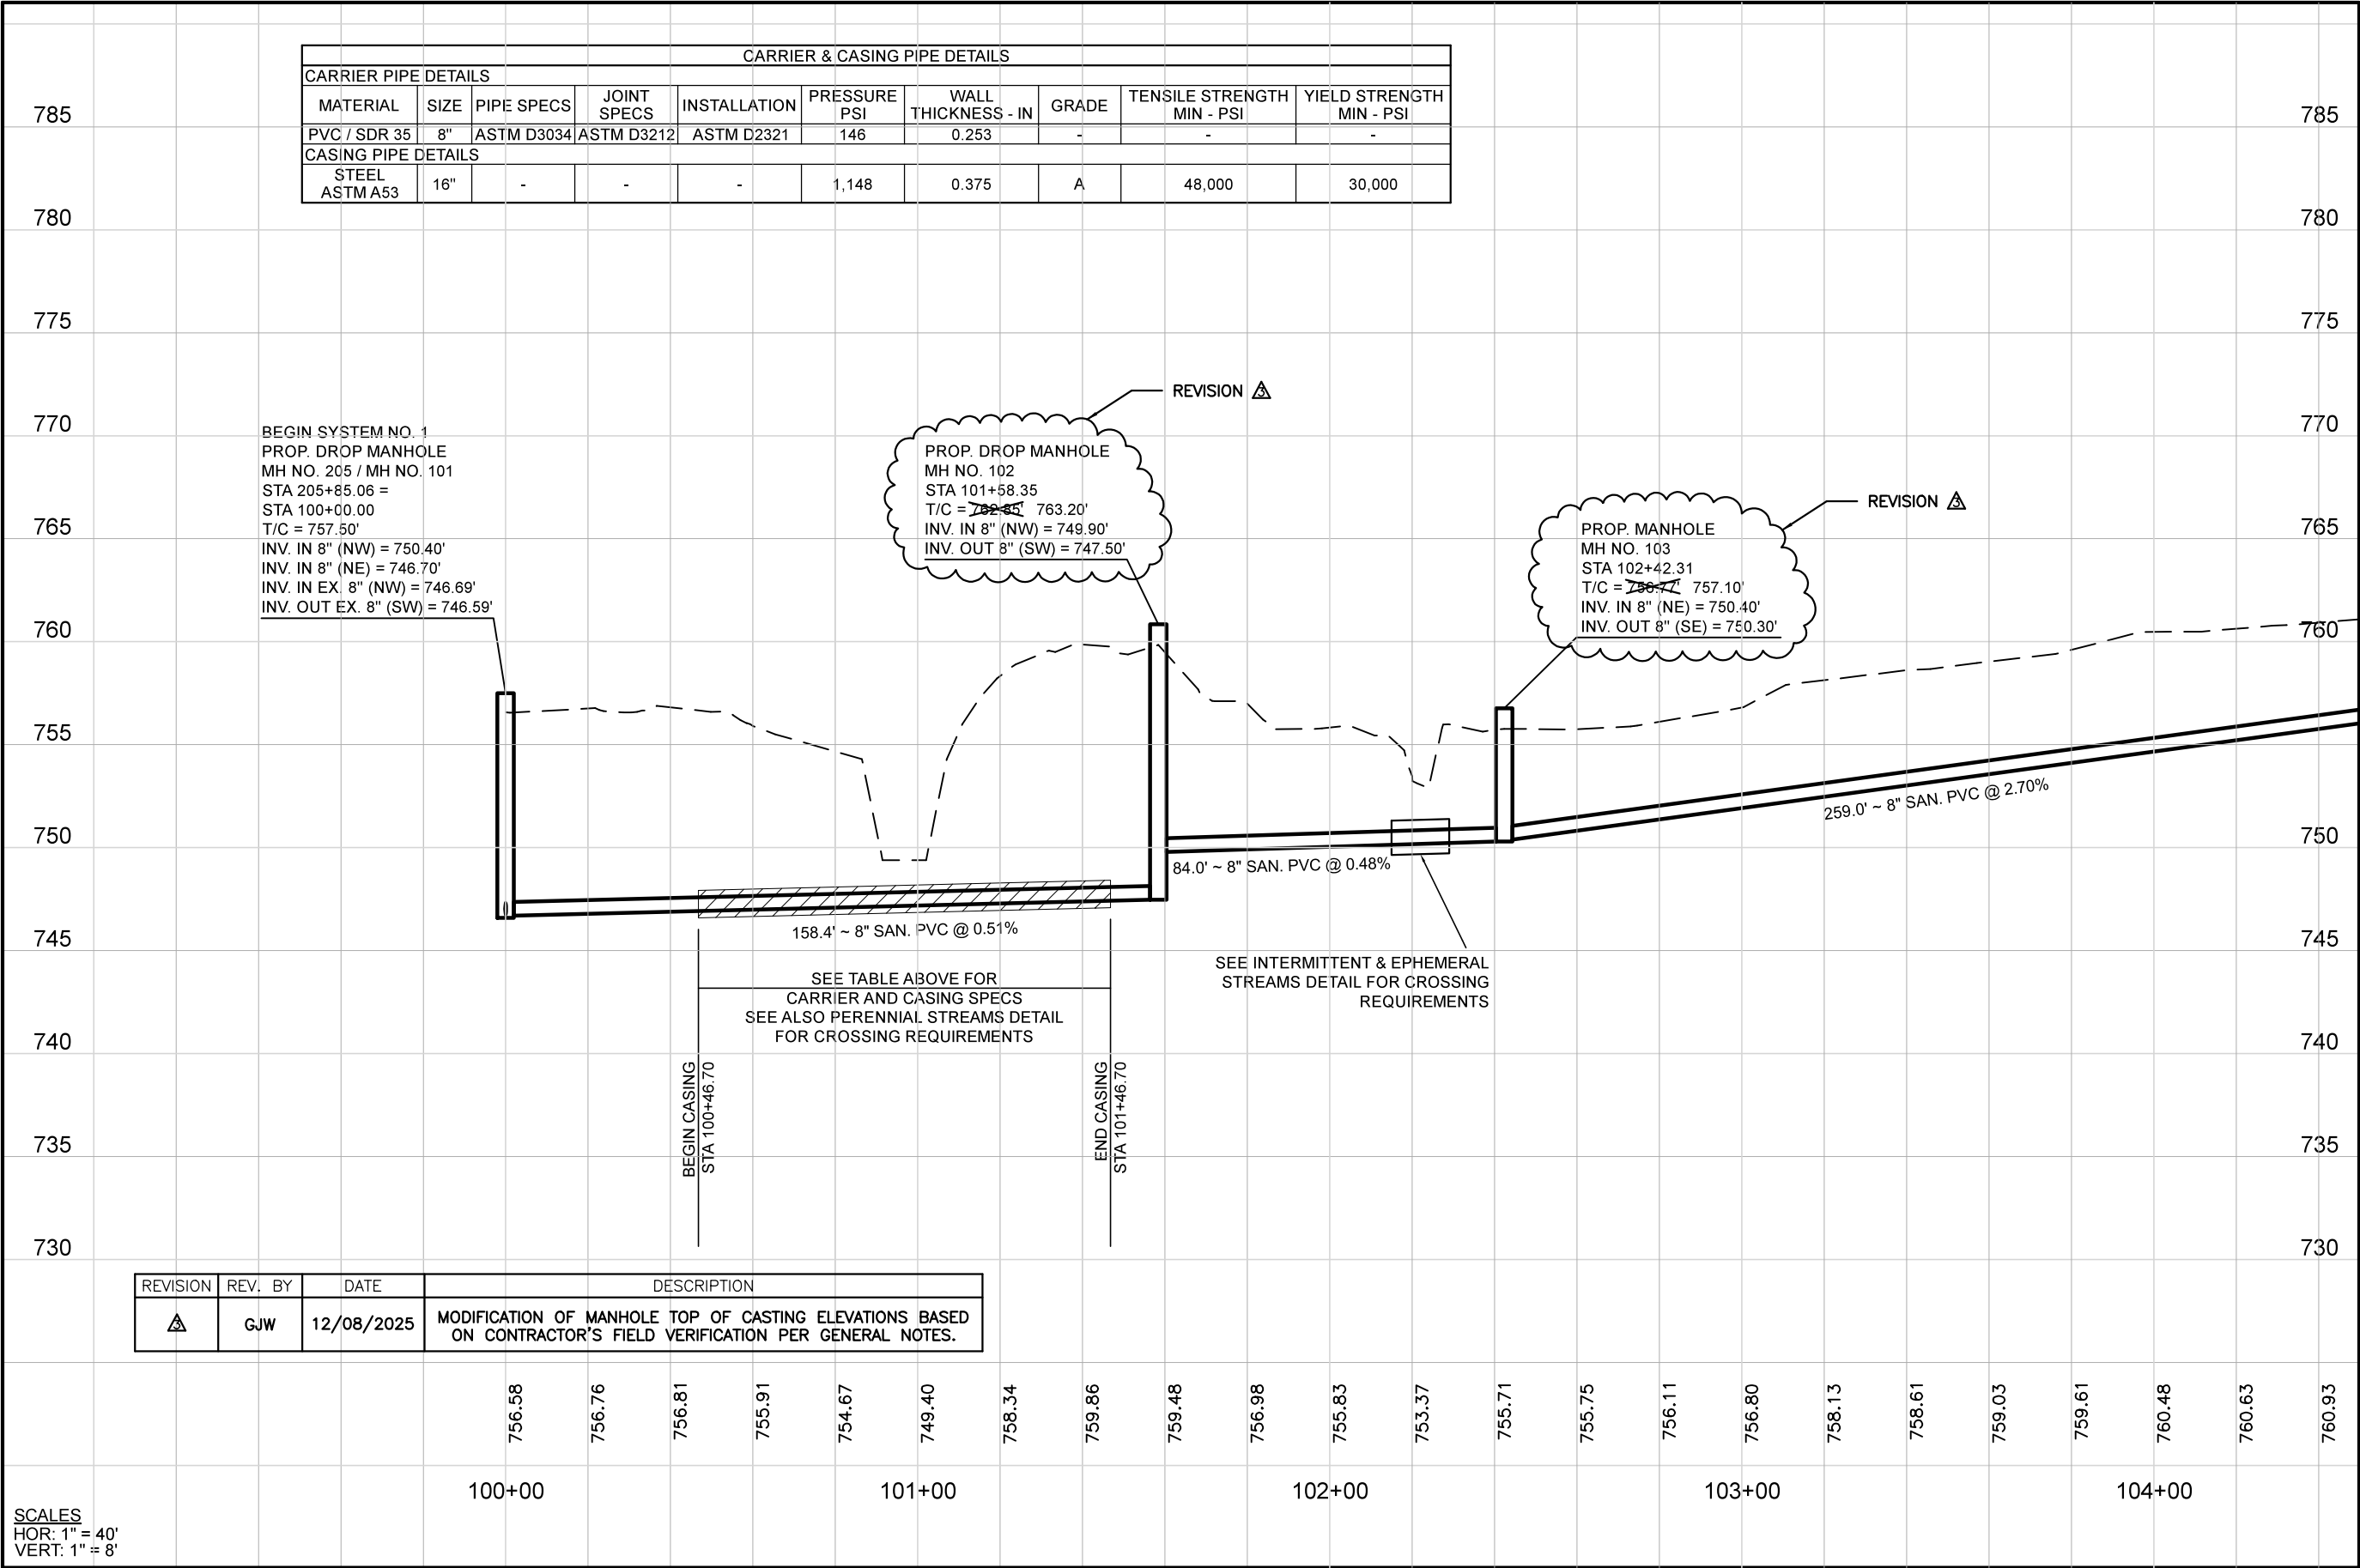 CARRIER & CASING PIPE DETAILS
CARRIER PIPE DETAILS
MATERIAL SIZE PIPE SPECS JOINT SPECS INSTALLATION PRESSURE PSI WALL THICKNESS - IN GRADE TENSILE STRENGTH MIN - PSI YIELD STRENGTH MIN - PSI
PVC / SDR 35 8" ASTM D3034 ASTM D3212 ASTM D2321 146 0.253 - - -
CASING PIPE DETAILS
STEEL ASTM A53 16" - - - 1,148 0.375 A 48,000 30,000
785 785
780 780
775 775
770 770
765 765
760 760
755 755
750 750
745 745
740 740
735 735
730 730
BEGIN SYSTEM NO. 1
PROP. DROP MANHOLE
MH NO. 205 / MH NO. 101
STA 205+85.06 =
STA 100+00.00
T/C = 757.50'
INV. IN 8" (NW) = 750.40'
INV. IN 8" (NE) = 746.70'
INV. IN EX. 8" (NW) = 746.69'
INV. OUT EX. 8" (SW) = 746.59'
REVISION 3
PROP. DROP MANHOLE
MH NO. 102
STA 101+58.35
T/C = 762.85' 763.20'
INV. IN 8" (NW) = 749.90'
INV. OUT 8" (SW) = 747.50'
REVISION 3
PROP. MANHOLE
MH NO. 103
STA 102+42.31
T/C = 756.77' 757.10'
INV. IN 8" (NE) = 750.40'
INV. OUT 8" (SE) = 750.30'
158.4' ~ 8" SAN. PVC @ 0.51%
84.0' ~ 8" SAN. PVC @ 0.48%
259.0' ~ 8" SAN. PVC @ 2.70%
SEE TABLE ABOVE FOR
CARRIER AND CASING SPECS
SEE ALSO PERENNIAL STREAMS DETAIL
FOR CROSSING REQUIREMENTS
SEE INTERMITTENT & EPHEMERAL
STREAMS DETAIL FOR CROSSING
REQUIREMENTS
BEGIN CASING
STA 100+46.70
END CASING
STA 101+46.70
REVISION REV. BY DATE DESCRIPTION
3 GJW 12/08/2025 MODIFICATION OF MANHOLE TOP OF CASTING ELEVATIONS BASED
ON CONTRACTOR'S FIELD VERIFICATION PER GENERAL NOTES.
756.58 756.76 756.81 755.91 754.67 749.40 758.34 759.86 759.48 756.98 755.83 753.37 755.71 755.75 756.11 756.80 758.13 758.61 759.03 759.61 760.48 760.63 760.93
100+00 101+00 102+00 103+00 104+00
SCALES
HOR: 1" = 40'
VERT: 1" = 8'